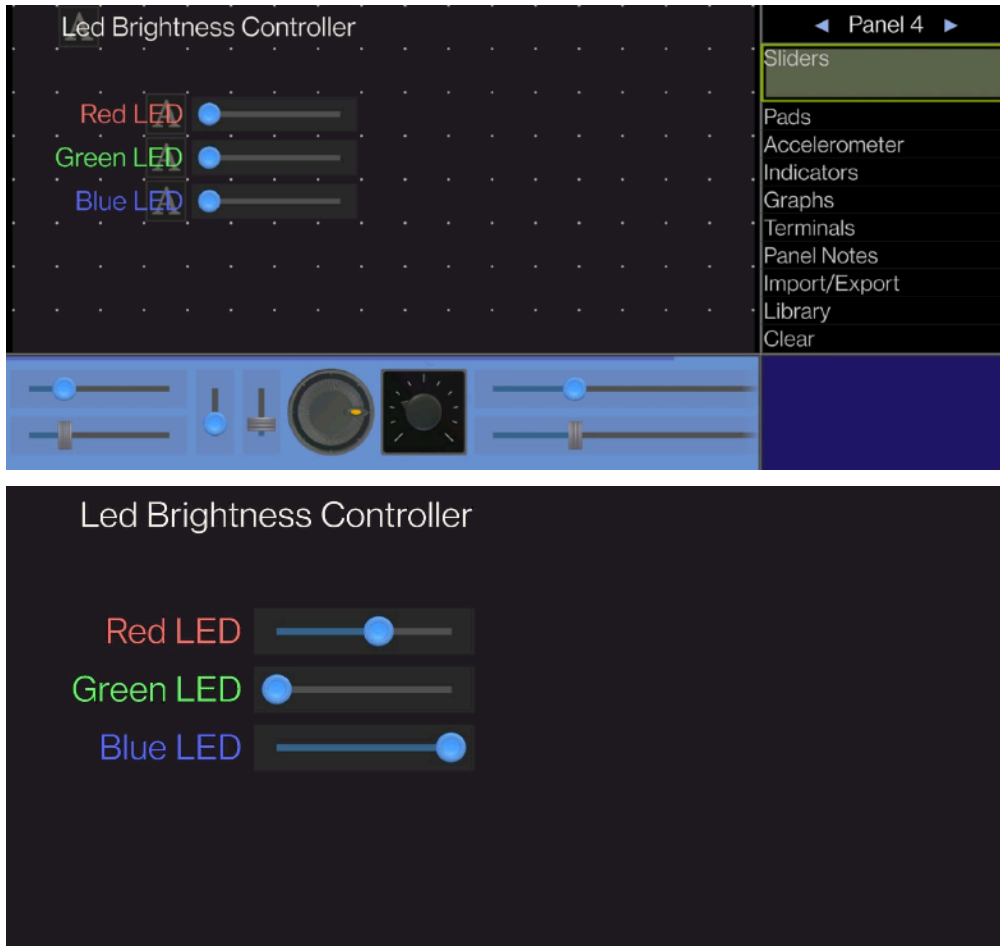 Led Brightness Controller
Red LED
Green LED
Blue LED
Panel 4
Sliders
Pads
Accelerometer
Indicators
Graphs
Terminals
Panel Notes
Import/Export
Library
Clear
Led Brightness Controller
Red LED
Green LED
Blue LED